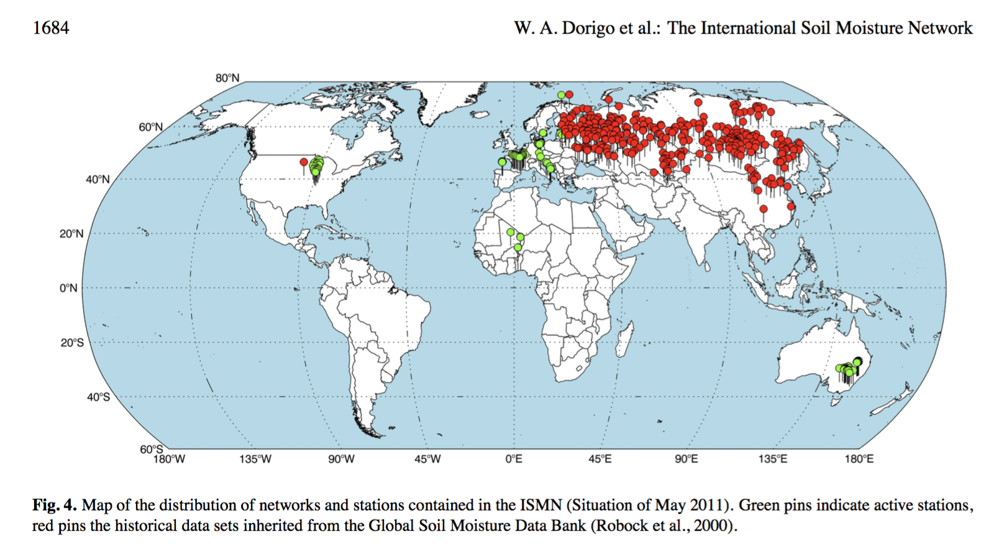 1684
W. A. Dorigo et al.: The International Soil Moisture Network
80°N
60°N
40°N
20°N
0°N
20°S
40°S
60°S
180°W 135°W 90°W 45°W 0°E 45°E 90°E 135°E 180°E
Fig. 4. Map of the distribution of networks and stations contained in the ISMN (Situation of May 2011). Green pins indicate active stations,
red pins the historical data sets inherited from the Global Soil Moisture Data Bank (Robock et al., 2000).